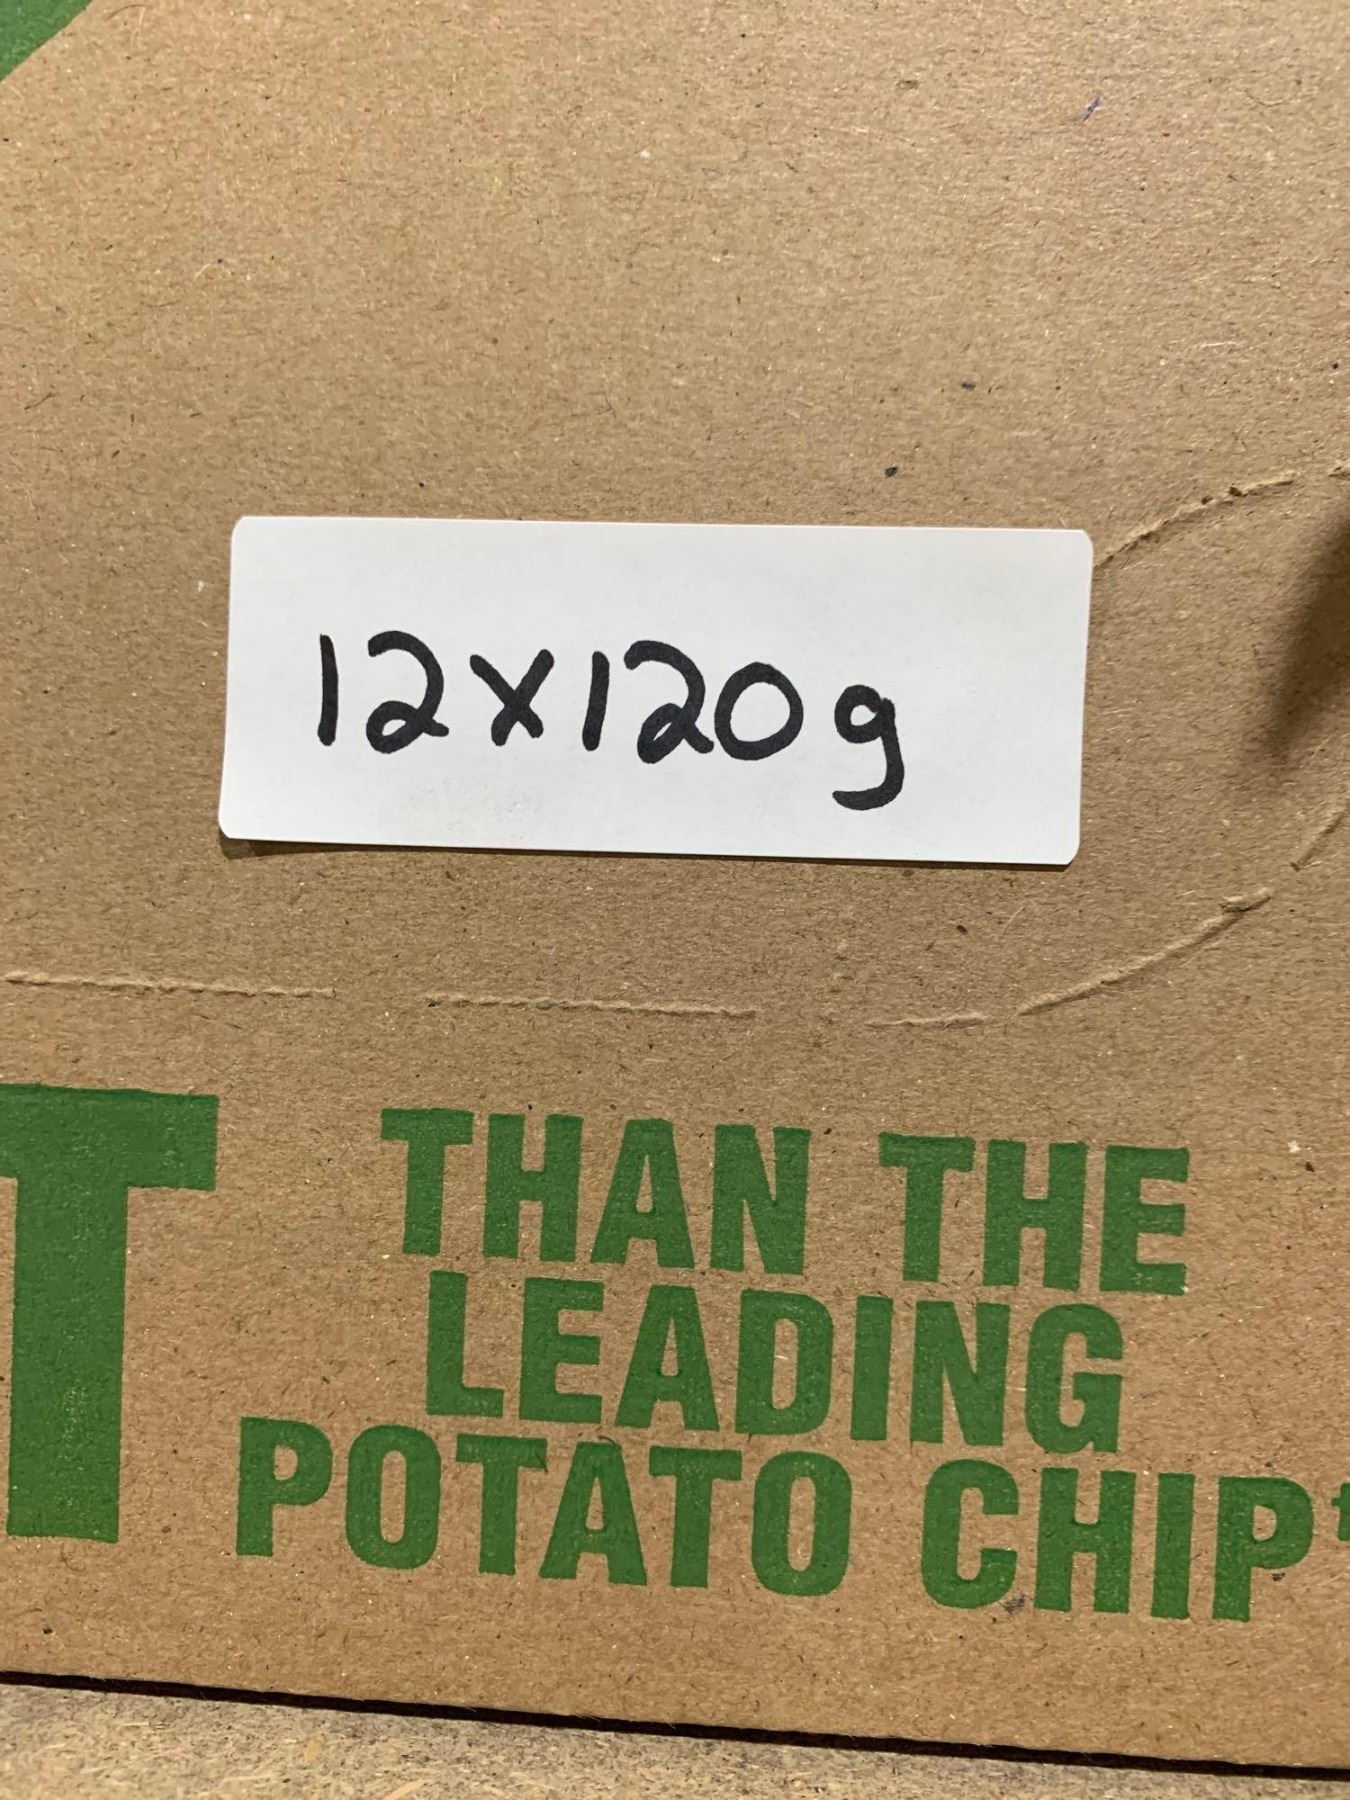 12x120g
T
THAN THE
LEADING
POTATO CHIP